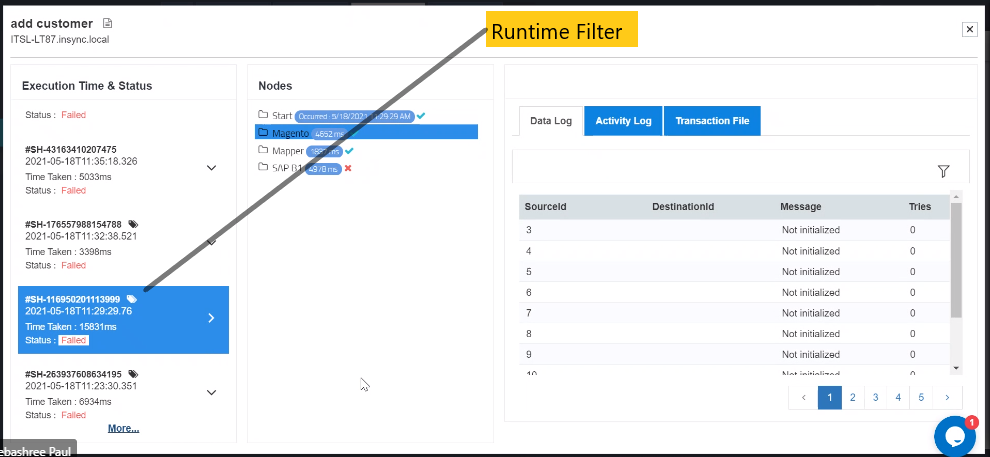 add customer
ITSL-LT87.insync.local
Runtime Filter
Execution Time & Status
Status : Failed
#SH-43163410207475
2021-05-18T11:35:18.326
Time Taken : 5033ms
Status : Failed
#SH-176557988154788
2021-05-18T11:32:38.521
Time Taken : 3398ms
Status : Failed
#SH-116950201113999
2021-05-18T11:29:29.76
Time Taken : 15831ms
Status : Failed
#SH-263937608634195
2021-05-18T11:23:30.351
Time Taken : 6934ms
Status : Failed
More...
ebashree Paul
Nodes
Start Occurred : 5/18/2021 :29:29 AM
Magento 4652 ms
Mapper ms
SAP B1 4978 ms
Data Log Activity Log Transaction File
SourceId DestinationId Message Tries
3 Not initialized 0
4 Not initialized 0
5 Not initialized 0
6 Not initialized 0
7 Not initialized 0
8 Not initialized 0
9 Not initialized 0
10 Not initialized 0
< 1 2 3 4 5 >
1